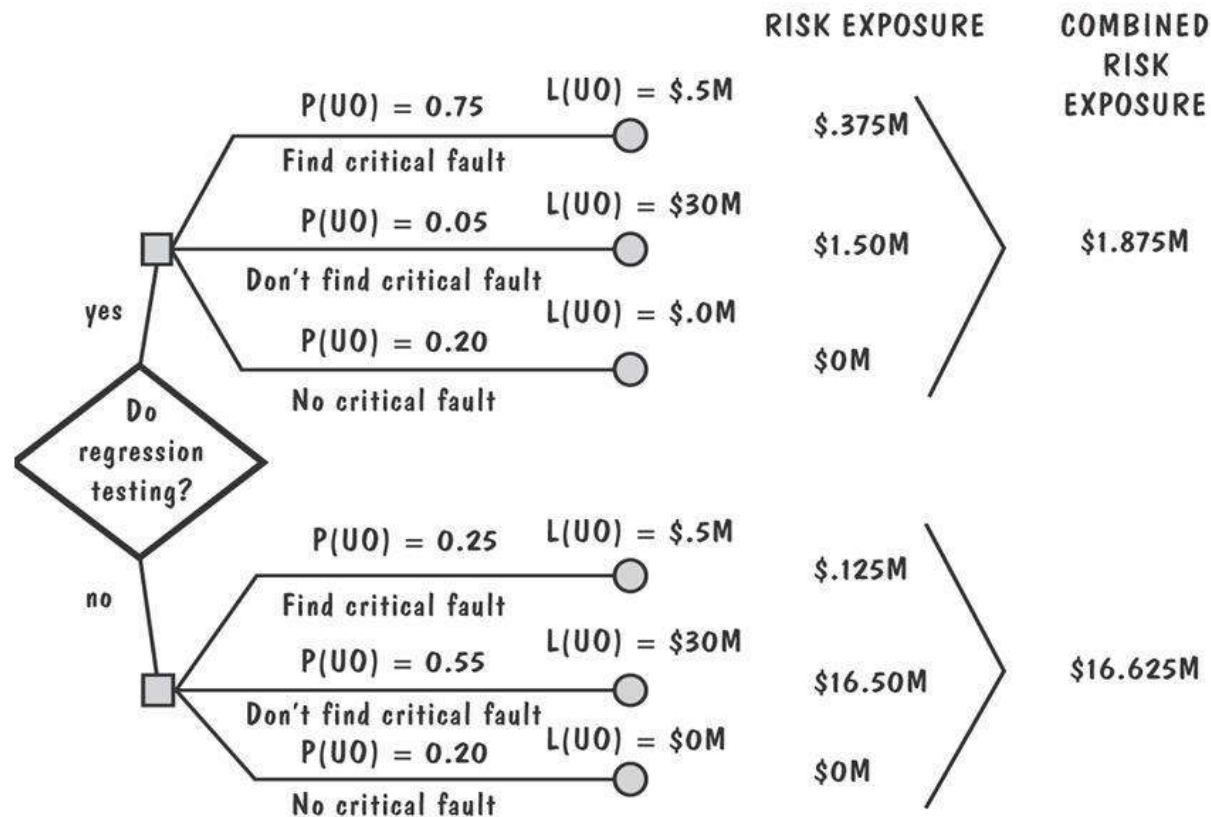 RISK EXPOSURE
COMBINED
RISK
EXPOSURE
P(UO) = 0.75
L(UO) = $.5M
$.375M
Find critical fault
P(UO) = 0.05
L(UO) = $30M
$1.50M
$1.875M
Don't find critical fault
P(UO) = 0.20
L(UO) = $.0M
$0M
No critical fault
yes
Do
regression
testing?
no
P(UO) = 0.25
L(UO) = $.5M
$.125M
Find critical fault
P(UO) = 0.55
L(UO) = $30M
$16.50M
$16.625M
Don't find critical fault
P(UO) = 0.20
L(UO) = $0M
$0M
No critical fault